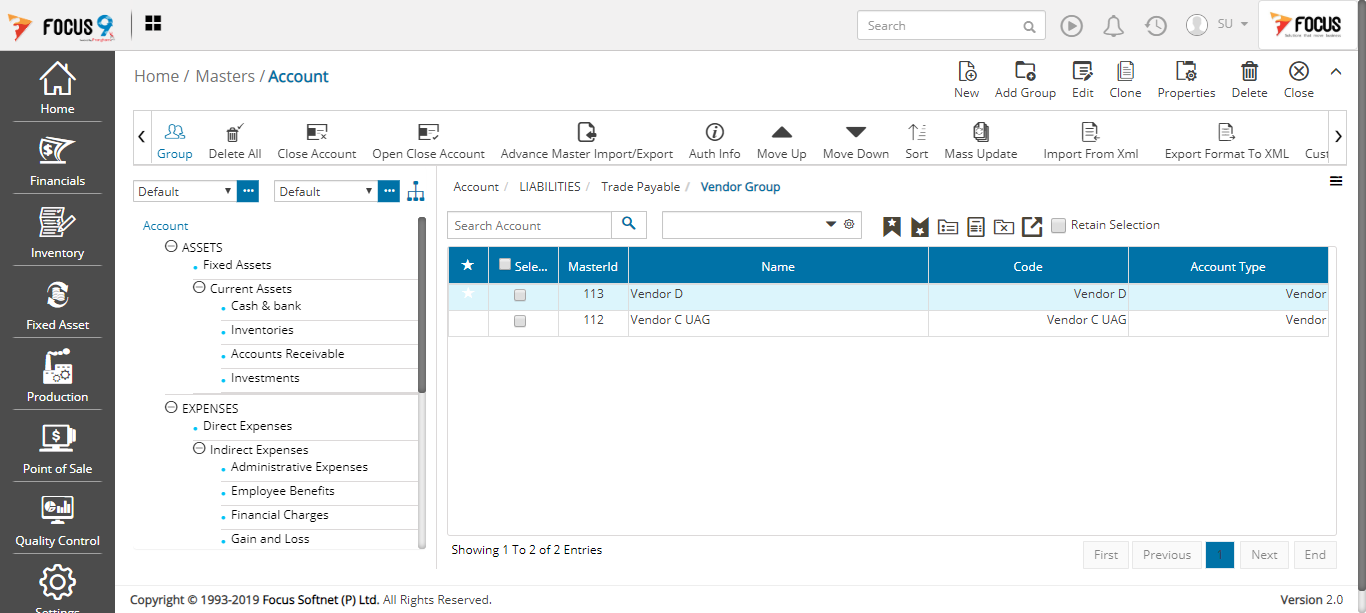 FOCUS 9
Search
SU
FOCUS
Home / Masters / Account
New
Add Group
Edit
Clone
Properties
Delete
Close
Group
Delete All
Close Account
Open Close Account
Advance Master Import/Export
Auth Info
Move Up
Move Down
Sort
Mass Update
Import From Xml
Export Format To XML
Cust
Home
Financials
Inventory
Fixed Asset
Production
Point of Sale
Quality Control
Settings
Default
Default
Account
ASSETS
Fixed Assets
Current Assets
Cash & bank
Inventories
Accounts Receivable
Investments
EXPENSES
Direct Expenses
Indirect Expenses
Administrative Expenses
Employee Benefits
Financial Charges
Gain and Loss
Account / LIABILITIES / Trade Payable / Vendor Group
Search Account
Retain Selection
Sele... MasterId Name Code Account Type
113 Vendor D Vendor D Vendor
112 Vendor C UAG Vendor C UAG Vendor
Showing 1 To 2 of 2 Entries
First Previous 1 Next End
Copyright © 1993-2019 Focus Softnet (P) Ltd. All Rights Reserved.
Version 2.0